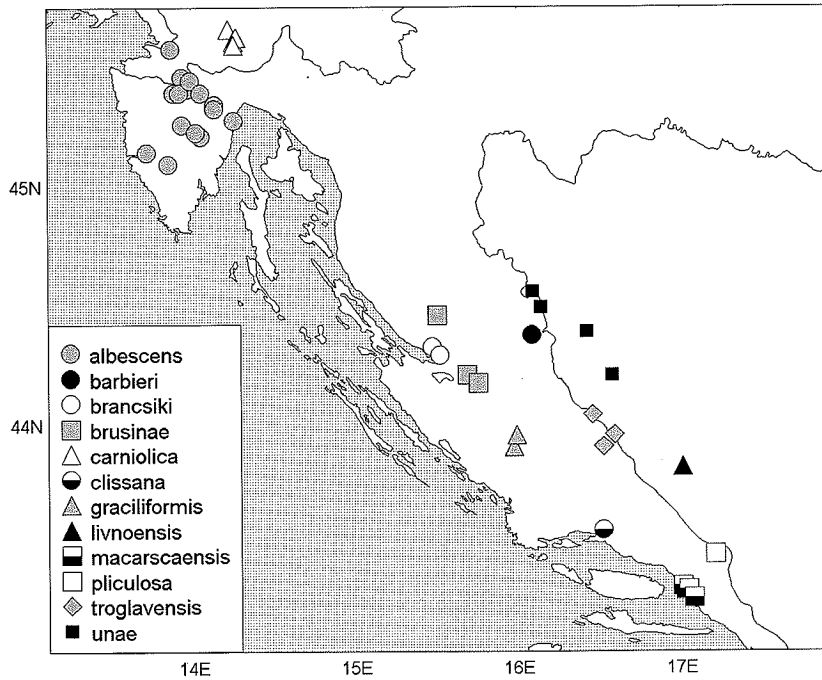 45N
44N
albescens
barbieri
brancsiki
brusinae
carniolica
clissana
graciliformis
livnoensis
macarscaensis
pliculosa
troglavensis
unae
14E 15E 16E 17E